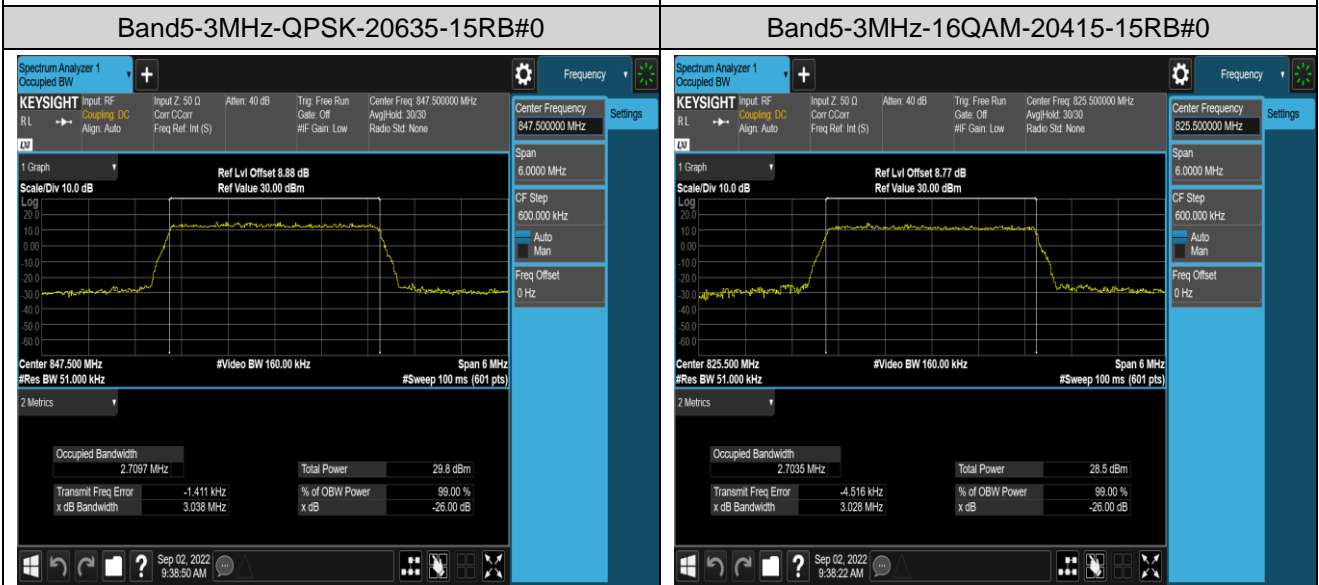 Band5-3MHz-QPSK-20635-15RB#0
Spectrum Analyzer 1
Occupied BW
+
Frequency
KEYSIGHT
RL
LXI
Input: RF
Coupling: DC
Align: Auto
Input Z: 50 Ω
Corr CCorr
Freq Ref: Int (S)
Atten: 40 dB
Trig: Free Run
Gate: Off
#IF Gain: Low
Center Freq: 847.500000 MHz
Avg|Hold: 30/30
Radio Std: None
Center Frequency
847.500000 MHz
Settings
Span
6.0000 MHz
CF Step
600.000 kHz
Auto
Man
Freq Offset
0 Hz
1 Graph
Scale/Div 10.0 dB
Ref Lvl Offset 8.88 dB
Ref Value 30.00 dBm
Log
20.0
10.0
0.00
-10.0
-20.0
-30.0
-40.0
-50.0
-60.0
Center 847.500 MHz
#Video BW 160.00 kHz
Span 6 MHz
#Res BW 51.000 kHz
#Sweep 100 ms (601 pts)
2 Metrics
Occupied Bandwidth
2.7097 MHz
Total Power 29.8 dBm
Transmit Freq Error -1.411 kHz
% of OBW Power 99.00 %
x dB Bandwidth 3.038 MHz
x dB -26.00 dB
?
Sep 02, 2022
9:38:50 AM
Band5-3MHz-16QAM-20415-15RB#0
Spectrum Analyzer 1
Occupied BW
+
Frequency
KEYSIGHT
RL
LXI
Input: RF
Coupling: DC
Align: Auto
Input Z: 50 Ω
Corr CCorr
Freq Ref: Int (S)
Atten: 40 dB
Trig: Free Run
Gate: Off
#IF Gain: Low
Center Freq: 825.500000 MHz
Avg|Hold: 30/30
Radio Std: None
Center Frequency
825.500000 MHz
Settings
Span
6.0000 MHz
CF Step
600.000 kHz
Auto
Man
Freq Offset
0 Hz
1 Graph
Scale/Div 10.0 dB
Ref Lvl Offset 8.77 dB
Ref Value 30.00 dBm
Log
20.0
10.0
0.00
-10.0
-20.0
-30.0
-40.0
-50.0
-60.0
Center 825.500 MHz
#Video BW 160.00 kHz
Span 6 MHz
#Res BW 51.000 kHz
#Sweep 100 ms (601 pts)
2 Metrics
Occupied Bandwidth
2.7035 MHz
Total Power 28.5 dBm
Transmit Freq Error -4.516 kHz
% of OBW Power 99.00 %
x dB Bandwidth 3.028 MHz
x dB -26.00 dB
?
Sep 02, 2022
9:38:22 AM